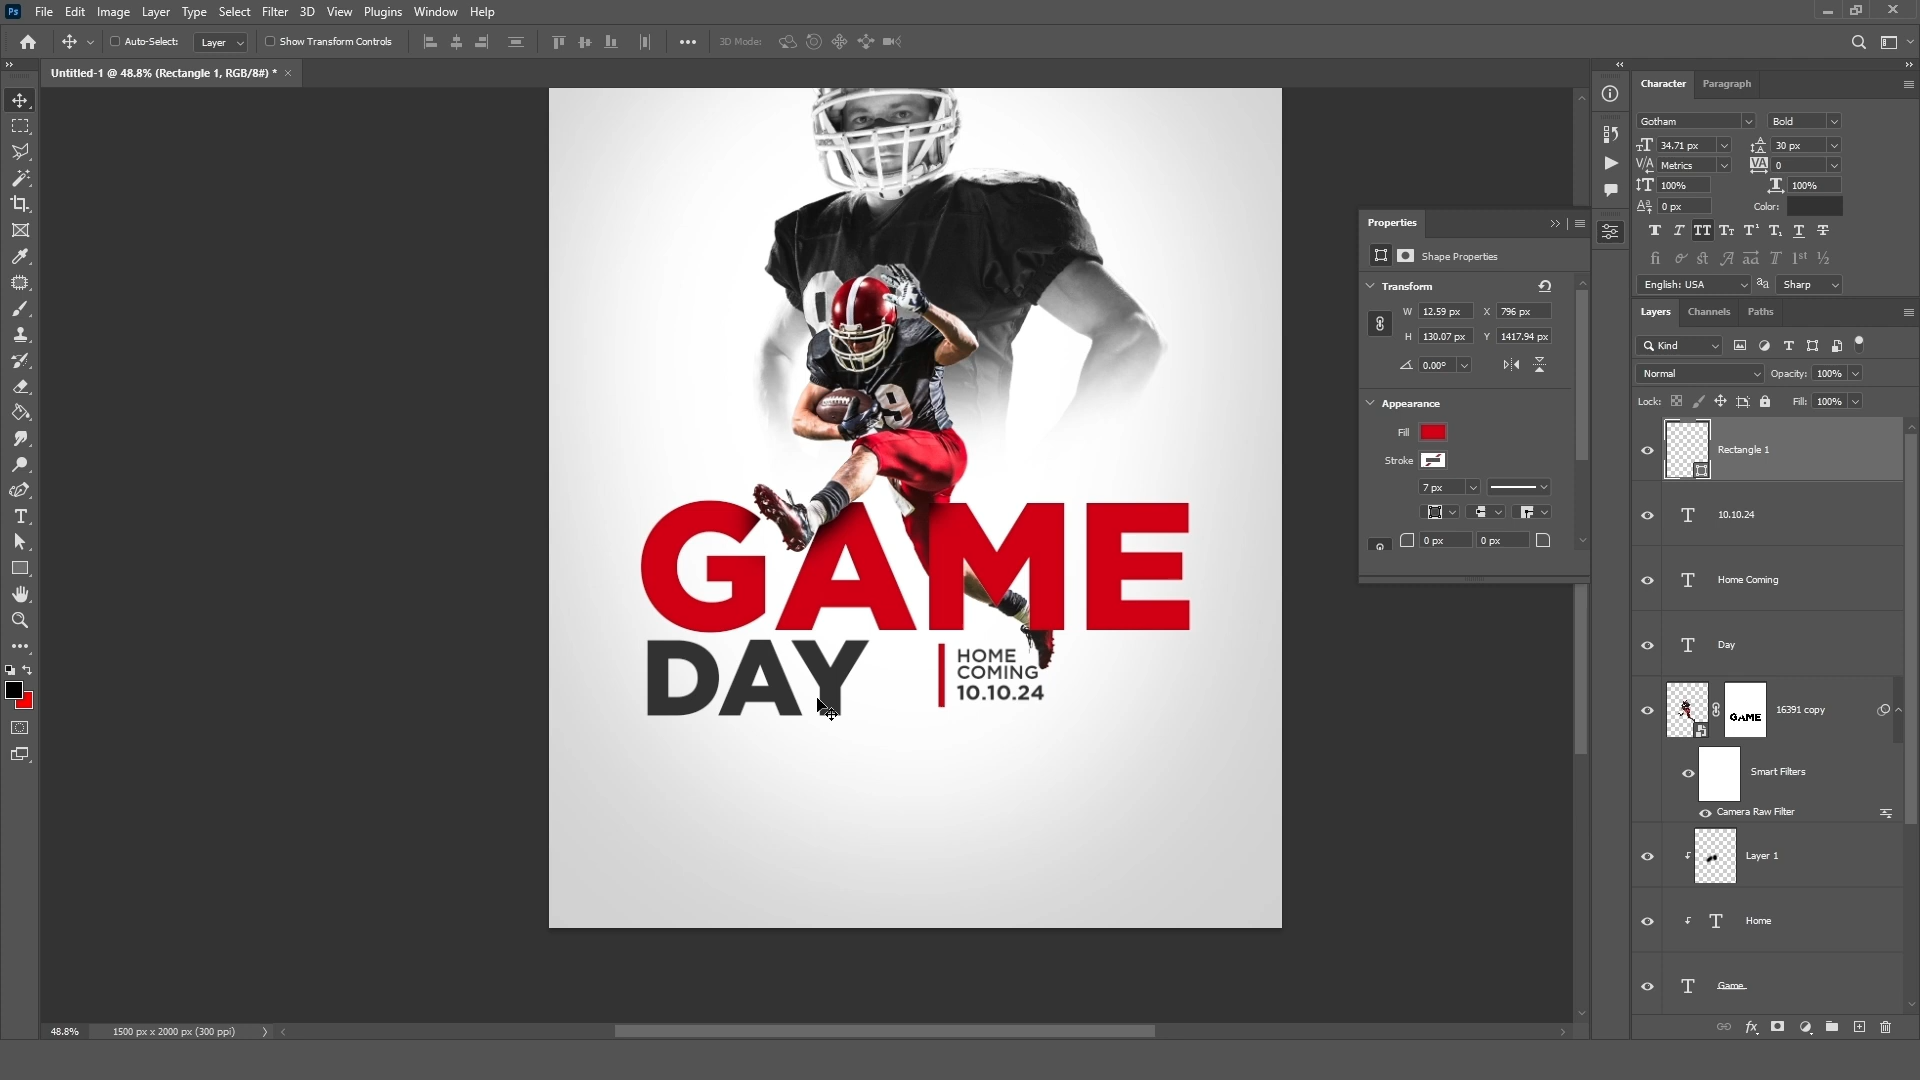 Ps File Edit Image Layer Type Select Filter 3D View Plugins Window Help
Auto-Select: Layer Show Transform Controls 3D Mode:
Untitled-1 @ 48.8% (Rectangle 1, RGB/8#) *
GAME
DAY
HOME
COMING
10.10.24
48.8% 1500 px x 2000 px (300 ppi)
Properties
Shape Properties
Transform
W 12.59 px X 796 px
H 130.07 px Y 1417.94 px
0.00°
Appearance
Fill
Stroke
7 px
0 px 0 px
Character Paragraph
Gotham Bold
34.71 px 30 px
Metrics 0
100% 100%
0 px Color:
English: USA Sharp
Layers Channels Paths
Kind
Normal Opacity: 100%
Lock: Fill: 100%
Rectangle 1
10.10.24
Home Coming
Day
GAME 16391 copy
Smart Filters
Camera Raw Filter
Layer 1
Home
Game